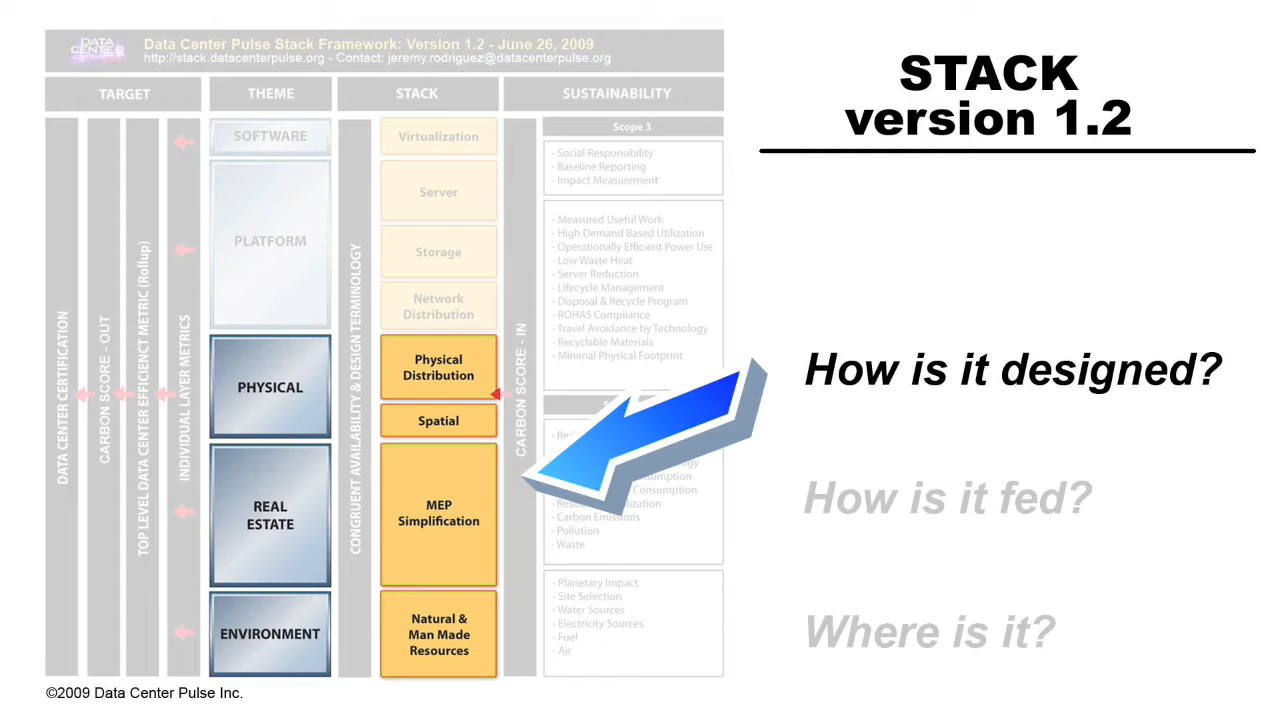 DATA
CENTER
Data Center Pulse Stack Framework: Version 1.2 - June 26, 2009
http://stack.datacenterpulse.org - Contact: jeremy.rodriguez@datacenterpulse.org
TARGET
THEME
STACK
SUSTAINABILITY
DATA CENTER CERTIFICATION
CARBON SCORE - OUT
TOP LEVEL DATA CENTER EFFICIENCT METRIC (Rollup)
INDIVIDUAL LAYER METRICS
SOFTWARE
PLATFORM
PHYSICAL
REAL
ESTATE
ENVIRONMENT
CONGRUENT AVAILABILITY & DESIGN TERMINOLOGY
Virtualization
Server
Storage
Network
Distribution
Physical
Distribution
Spatial
MEP
Simplification
Natural &
Man Made
Resources
CARBON SCORE - IN
Scope 3
- Social Responsibility
- Baseline Reporting
- Impact Measurement
- Measured Useful Work
- High Demand Based Utilization
- Operationally Efficient Power Use
- Low Waste Heat
- Server Reduction
- Lifecycle Management
- Disposal & Recycle Program
- ROHAS Compliance
- Travel Avoidance by Technology
- Recyclable Materials
- Minimal Physical Footprint
Consumption
- Carbon Emissions
- Pollution
- Waste
- Planetary Impact
- Site Selection
- Water Sources
- Electricity Sources
- Fuel
- Air
©2009 Data Center Pulse Inc.
STACK
version 1.2
How is it designed?
How is it fed?
Where is it?